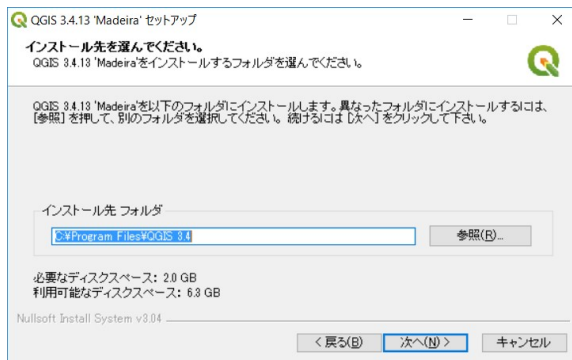 QGIS 3.4.13 'Madeira' セットアップ
インストール先を選んでください。
QGIS 3.4.13 'Madeira'をインストールするフォルダを選んでください。
QGIS 3.4.13 'Madeira'を以下のフォルダにインストールします。異なったフォルダにインストールするには、
[参照] を押して、別のフォルダを選択してください。 続けるには [次へ] をクリックして下さい。
インストール先 フォルダ
C:¥Program Files¥QGIS 3.4
参照(R)...
必要なディスクスペース: 2.0 GB
利用可能なディスクスペース: 6.3 GB
Nullsoft Install System v3.04
< 戻る(B)
次へ(N) >
キャンセル